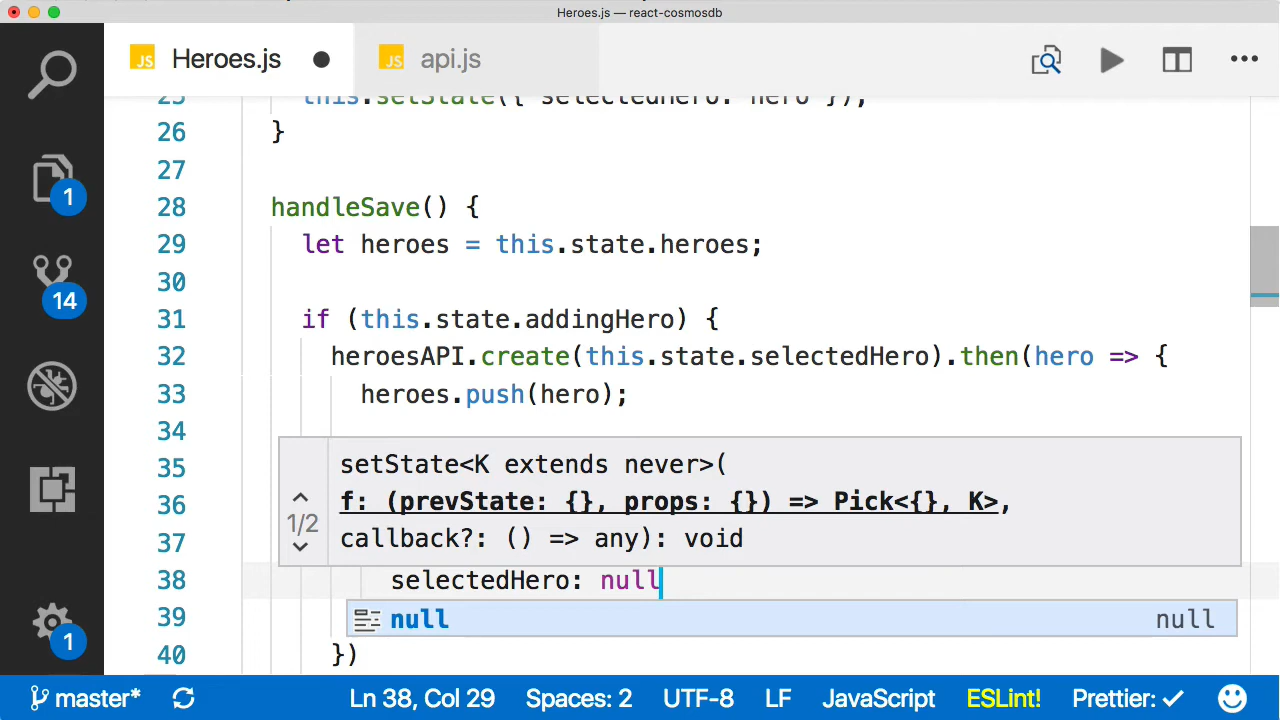 Heroes.js — react-cosmosdb
JS Heroes.js ● JS api.js •••
25 this.setState({ selectedHero: hero });
26 }
27
28 handleSave() {
29 let heroes = this.state.heroes;
30
31 if (this.state.addingHero) {
32 heroesAPI.create(this.state.selectedHero).then(hero => {
33 heroes.push(hero);
34
35 setState<K extends never>(
36 f: (prevState: {}, props: {}) => Pick<{}, K>,
1/2
37 callback?: () => any): void
38 selectedHero: null
39 null null
40 })
1
14
1
master* Ln 38, Col 29 Spaces: 2 UTF-8 LF JavaScript ESLint! Prettier: ✓